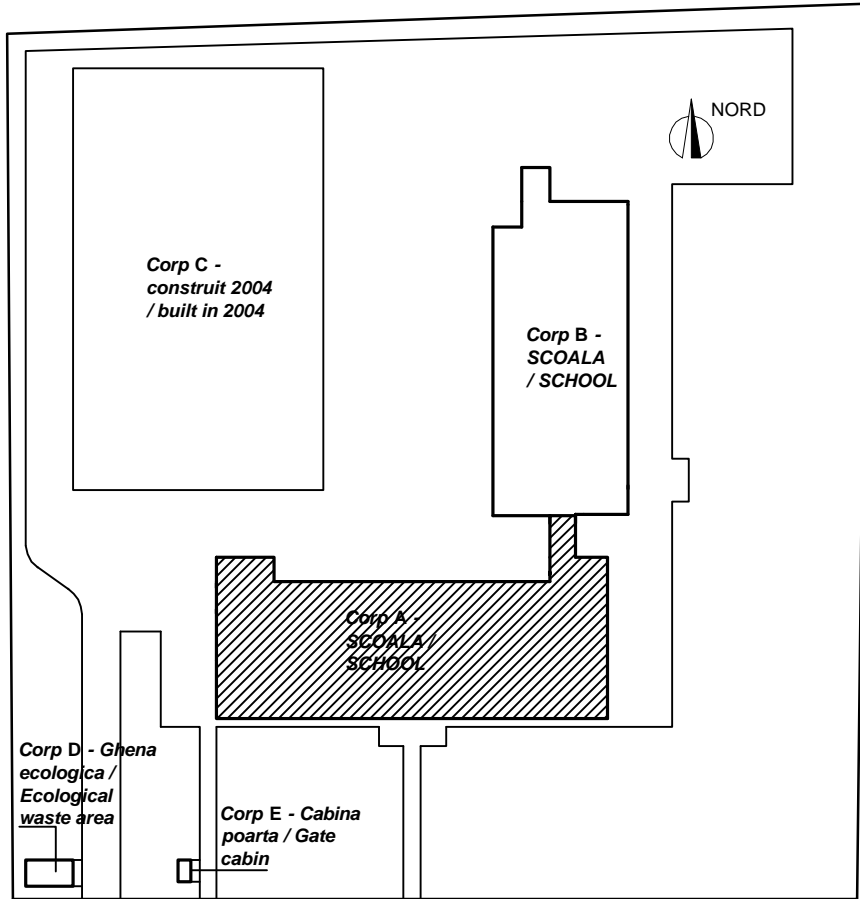 NORD
Corp C -
construit 2004
/ built in 2004
Corp B -
SCOALA
/ SCHOOL
Corp A -
SCOALA /
SCHOOL
Corp D - Ghena
ecologica /
Ecological
waste area
Corp E - Cabina
poarta / Gate
cabin